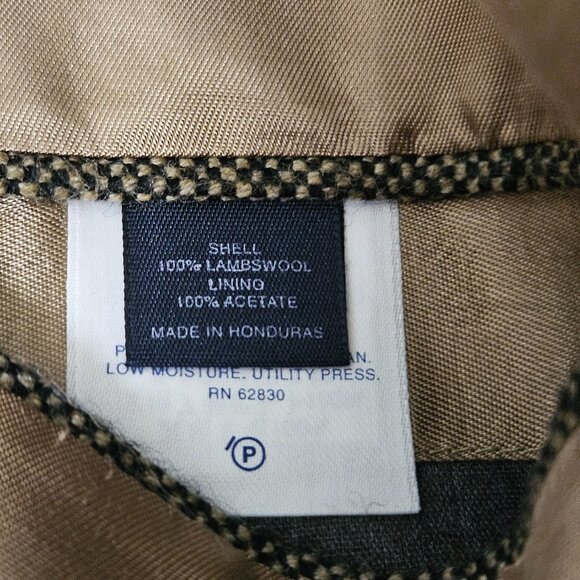 SHELL
100% LAMBSWOOL
LINING
100% ACETATE
MADE IN HONDURAS
LOW MOISTURE. UTILITY PRESS.
RN 62830
P